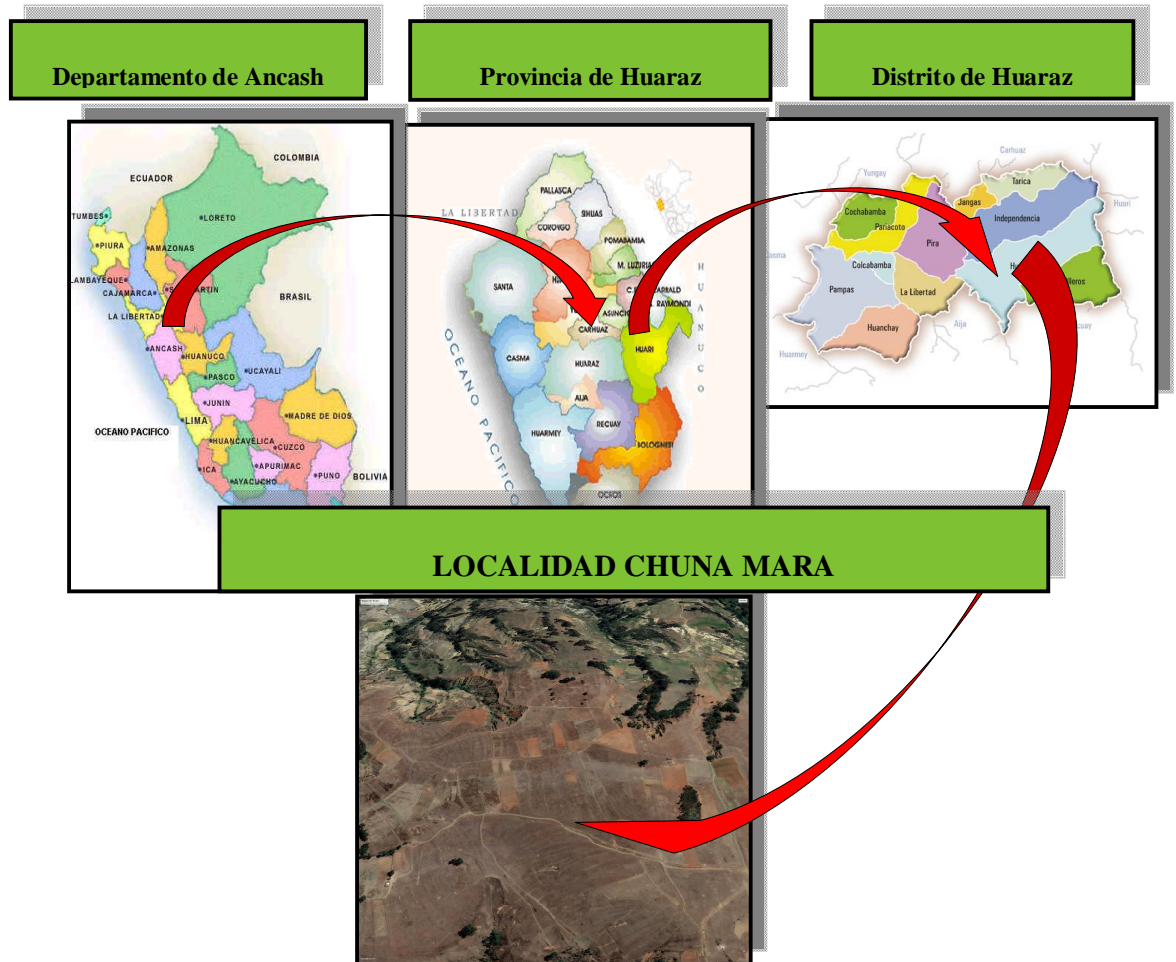 Departamento de Ancash
Provincia de Huaraz
Distrito de Huaraz
COLOMBIA
ECUADOR
TUMBES
LORETO
PIURA
AMAZONAS
LAMBAYEQUE
CAJAMARCA
BRASIL
LA LIBERTAD
ANCASH
HUANUCO
PASCO
UCAYALI
JUNIN
MADRE DE DIOS
LIMA
OCEANO PACIFICO
HUANCAVELICA
CUZCO
ICA
APURIMAC
PUNO
BOLIVIA
AYACUCHO
PALLASCA
LA LIBERTAD
SIHUAS
CORONGO
POMABAMBA
SANTA
RAYMONDI
CARHUAZ
HUANUCO
CASMA
HUARAZ
HUARI
AIJA
OCEANO PACIFICO
HUARMEY
RECUAY
BOLOGNESI
OCROS
Carhuaz
Yungay
Tarica
Jangas
Huari
Cochabamba
Pariacoto
Independencia
Pira
Colcabamba
Pampas
La Libertad
Huanchay
Aija
Huarmey
LOCALIDAD CHUNA MARA